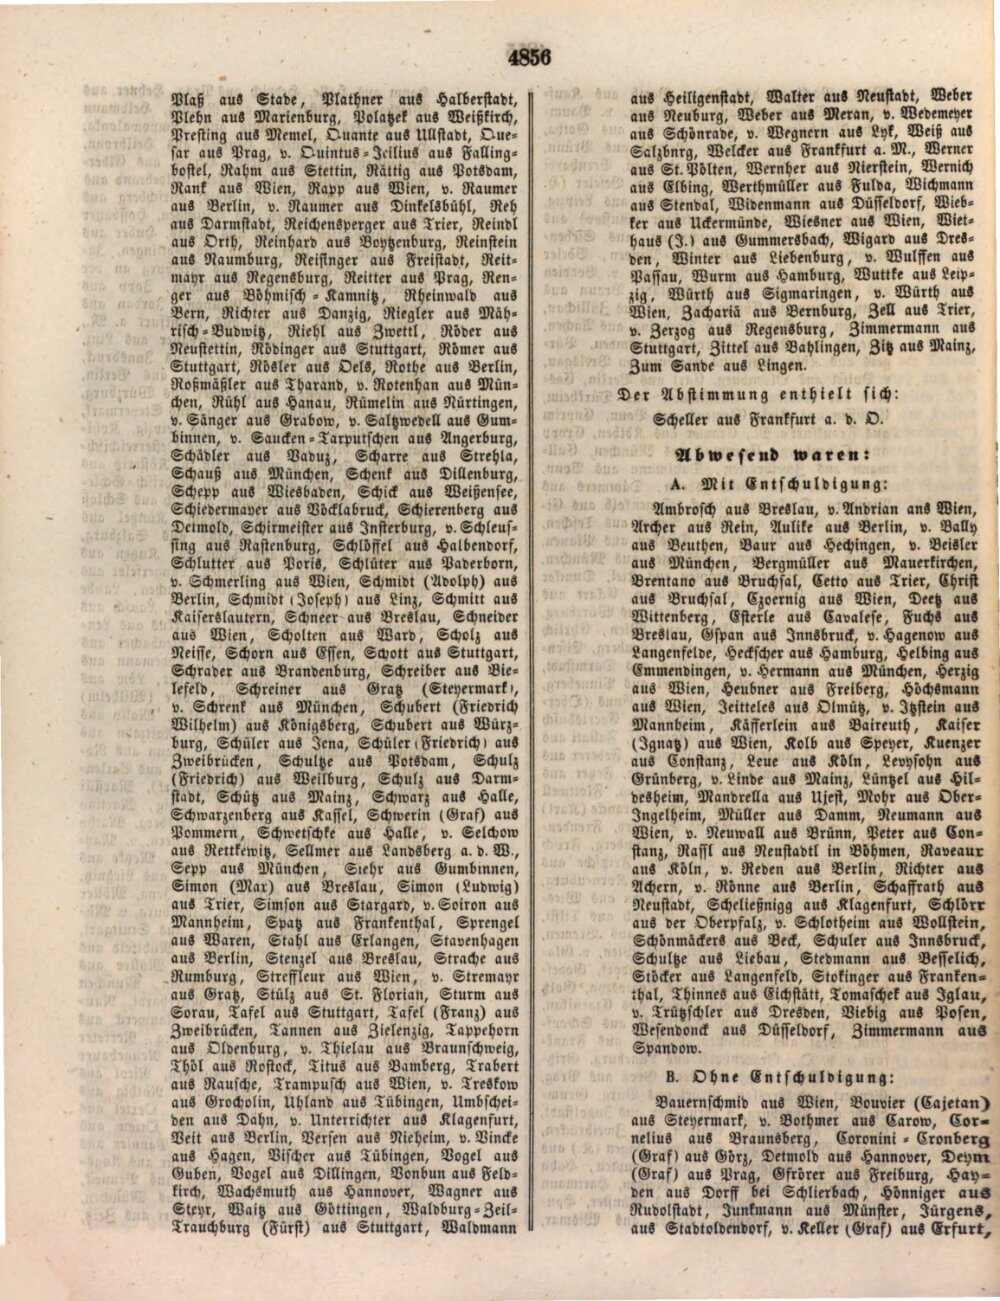 4856
Plaß aus Stade, Plathner aus Halberstadt,
Plehn aus Marienburg, Polatzek aus Weißkirch,
Presting aus Memel, Quante aus Ullstadt, Que-
sar aus Prag, v. Quintus-Icilius aus Falling-
bostel, Rahm aus Stettin, Rättig aus Potsdam,
Rank aus Wien, Rapp aus Wien, v. Raumer
aus Berlin, v. Raumer aus Dinkelsbühl, Reh
aus Darmstadt, Reichensperger aus Trier, Reindl
aus Orth, Reinhard aus Boytzenburg, Reinstein
aus Naumburg, Reisinger aus Freistadt, Reit-
mayr aus Regensburg, Reitter aus Prag, Ren-
ger aus Böhmisch-Kamnitz, Rheinwald aus
Bern, Richter aus Danzig, Riegler aus Mäh-
risch-Budwitz, Riehl aus Zwettl, Röder aus
Neustettin, Rödinger aus Stuttgart, Römer aus
Stuttgart, Rösler aus Oels, Rothe aus Berlin,
Roßmäßler aus Tharand, v. Rotenhan aus Mün-
chen, Rühl aus Hanau, Rümelin aus Nürtingen,
v. Sänger aus Grabow, v. Saltzwedell aus Gum-
binnen, v. Saucken-Tarputschen aus Angerburg,
Schädler aus Vaduz, Scharre aus Strehla,
Schauß aus München, Schenk aus Dillenburg,
Schepp aus Wiesbaden, Schick aus Weißensee,
Schiedermayer aus Vöcklabruck, Schierenberg aus
Detmold, Schirmeister aus Insterburg, v. Schleus-
sing aus Rastenburg, Schlöffel aus Halbendorf,
Schlutter aus Poris, Schlüter aus Paderborn,
v. Schmerling aus Wien, Schmidt (Adolph) aus
Berlin, Schmidt (Joseph) aus Linz, Schmitt aus
Kaiserslautern, Schneer aus Breslau, Schneider
aus Wien, Scholten aus Ward, Scholz aus
Neisse, Schorn aus Essen, Schott aus Stuttgart,
Schrader aus Brandenburg, Schreiber aus Bie-
lefeld, Schreiner aus Gratz (Steyermark),
v. Schrenk aus München, Schubert (Friedrich
Wilhelm) aus Königsberg, Schubert aus Würz-
burg, Schüler aus Jena, Schüler (Friedrich) aus
Zweibrücken, Schultze aus Potsdam, Schulz
(Friedrich) aus Weilburg, Schulz aus Darm-
stadt, Schütz aus Mainz, Schwarz aus Halle,
Schwarzenberg aus Kassel, Schwerin (Graf) aus
Pommern, Schwetschke aus Halle, v. Selchow
aus Rettkewitz, Sellmer aus Landsberg a. d. W.,
Sepp aus München, Siehr aus Gumbinnen,
Simon (Max) aus Breslau, Simon (Ludwig)
aus Trier, Simson aus Stargard, v. Soiron aus
Mannheim, Spatz aus Frankenthal, Sprengel
aus Waren, Stahl aus Erlangen, Stavenhagen
aus Berlin, Stenzel aus Breslau, Strache aus
Rumburg, Streffleur aus Wien, v. Stremayr
aus Gratz, Stülz aus St. Florian, Sturm aus
Sorau, Tafel aus Stuttgart, Tafel (Franz) aus
Zweibrücken, Tannen aus Zielenzig, Tappehorn
aus Oldenburg, v. Thielau aus Braunschweig,
Thöl aus Rostock, Titus aus Bamberg, Trabert
aus Rausche, Trampusch aus Wien, v. Treskow
aus Grocholin, Uhland aus Tübingen, Umbschei-
den aus Dahn, v. Unterrichter aus Klagenfurt,
Veit aus Berlin, Versen aus Nieheim, v. Vincke
aus Hagen, Vischer aus Tübingen, Vogel aus
Guben, Vogel aus Dillingen, Vonbun aus Feld-
kirch, Wachsmuth aus Hannover, Wagner aus
Steyr, Waitz aus Göttingen, Waldburg-Zeil-
Trauchburg (Fürst) aus Stuttgart, Waldmann
aus Heiligenstadt, Walter aus Neustadt, Weber
aus Neuburg, Weber aus Meran, v. Wedemeyer
aus Schönrade, v. Wegnern aus Lyk, Weiß aus
Salzbnrg, Welcker aus Frankfurt a. M., Werner
aus St. Pölten, Wernher aus Nierstein, Wernich
aus Elbing, Werthmüller aus Fulda, Wichmann
aus Stendal, Widenmann aus Düsseldorf, Wieb-
ker aus Uckermünde, Wiesner aus Wien, Wiet-
haus (J.) aus Gummersbach, Wigard aus Dres-
den, Winter aus Liebenburg, v. Wulffen aus
Passau, Wurm aus Hamburg, Wuttke aus Leip-
zig, Würth aus Sigmaringen, v. Würth aus
Wien, Zachariä aus Bernburg, Zell aus Trier,
v. Zerzog aus Regensburg, Zimmermann aus
Stuttgart, Zittel aus Bahlingen, Zitz aus Mainz,
Zum Sande aus Lingen.
Der Abstimmung enthielt sich:
Scheller aus Frankfurt a. d. O.
Abwesend waren:
A. Mit Entschuldigung:
Ambrosch aus Breslau, v. Andrian ans Wien,
Archer aus Rein, Aulike aus Berlin, v. Bally
aus Beuthen, Baur aus Hechingen, v. Beisler
aus München, Bergmüller aus Mauerkirchen,
Brentano aus Bruchsal, Cetto aus Trier, Christ
aus Bruchsal, Czoernig aus Wien, Deetz aus
Wittenberg, Esterle aus Cavalese, Fuchs aus
Breslau, Gspan aus Innsbruck, v. Hagenow aus
Langenfelde, Heckscher aus Hamburg, Helbing aus
Emmendingen, v. Hermann aus München, Herzig
aus Wien, Heubner aus Freiberg, Höchsmann
aus Wien, Jeitteles aus Olmütz, v. Itzstein aus
Mannheim, Käfferlein aus Baireuth, Kaiser
(Ignatz) aus Wien, Kolb aus Speyer, Kuenzer
aus Constanz, Leue aus Köln, Levysohn aus
Grünberg, v. Linde aus Mainz, Lüntzel aus Hil-
desheim, Mandrella aus Ujest, Mohr aus Ober-
Ingelheim, Müller aus Damm, Neumann aus
Wien, v. Neuwall aus Brünn, Peter aus Con-
stanz, Raffl aus Neustadtl in Böhmen, Raveaux
aus Köln, v. Reden aus Berlin, Richter aus
Achern, v. Rönne aus Berlin, Schaffrath aus
Neustadt, Scheließnigg aus Klagenfurt, Schlörr
aus der Oberpfalz, v. Schlotheim aus Wollstein,
Schönmäckers aus Beck, Schuler aus Innsbruck,
Schultze aus Liebau, Stedmann aus Besselich,
Stöcker aus Langenfeld, Stokinger aus Franken-
thal, Thinnes aus Eichstätt, Tomaschek aus Iglau,
v. Trützschler aus Dresden, Viebig aus Posen,
Wesendonck aus Düsseldorf, Zimmermann aus
Spandow.
B. Ohne Entschuldigung:
Bauernschmid aus Wien, Bouvier (Cajetan)
aus Steyermark, v. Bothmer aus Carow, Cor-
nelius aus Braunsberg, Coronini-Cronberg
(Graf) aus Görz, Detmold aus Hannover, Deym
(Graf) aus Prag, Gfrörer aus Freiburg, Hay-
den aus Dorff bei Schlierbach, Hönniger aus
Rudolstadt, Junkmann aus Münster, Jürgens,
aus Stadtoldendorf, v. Keller (Graf) aus Erfurt,